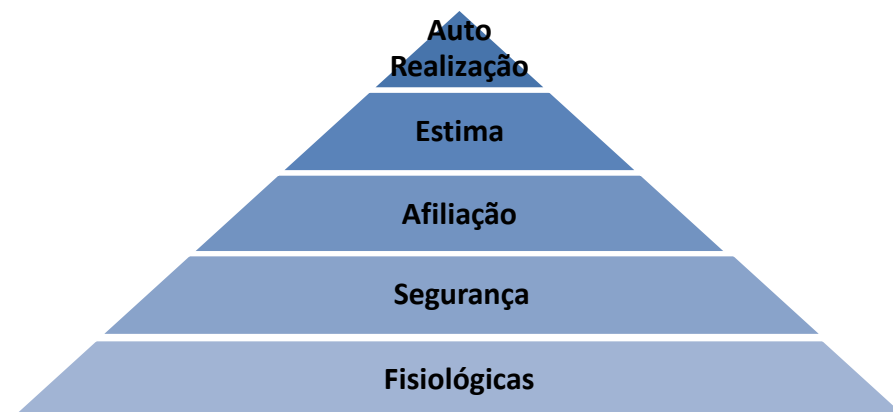 Auto
Realização
Estima
Afiliação
Segurança
Fisiológicas